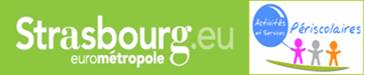 Strasbourg.eu
eurométropole
Activités
et Services
Périscolaires